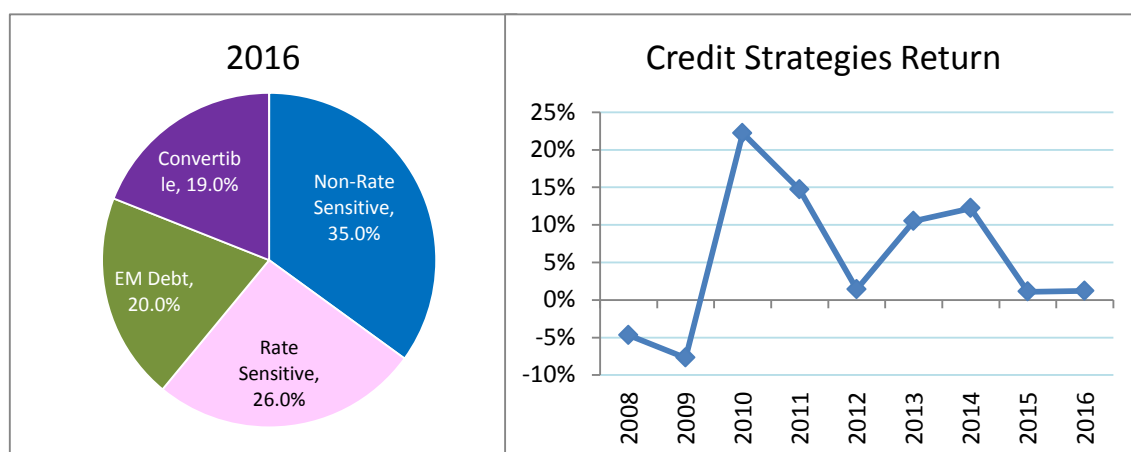 2016
Convertib
le, 19.0%
Non-Rate
Sensitive,
35.0%
EM Debt,
20.0%
Rate
Sensitive,
26.0%
Credit Strategies Return
25%
20%
15%
10%
5%
0%
-5%
-10%
2008
2009
2010
2011
2012
2013
2014
2015
2016